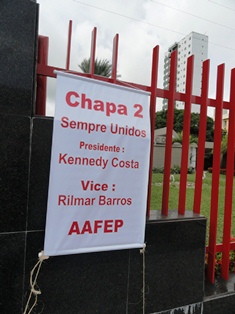 Chapa 2
Sempre Unidos
Presidente :
Kennedy Costa
Vice :
Rilmar Barros
AAFEP